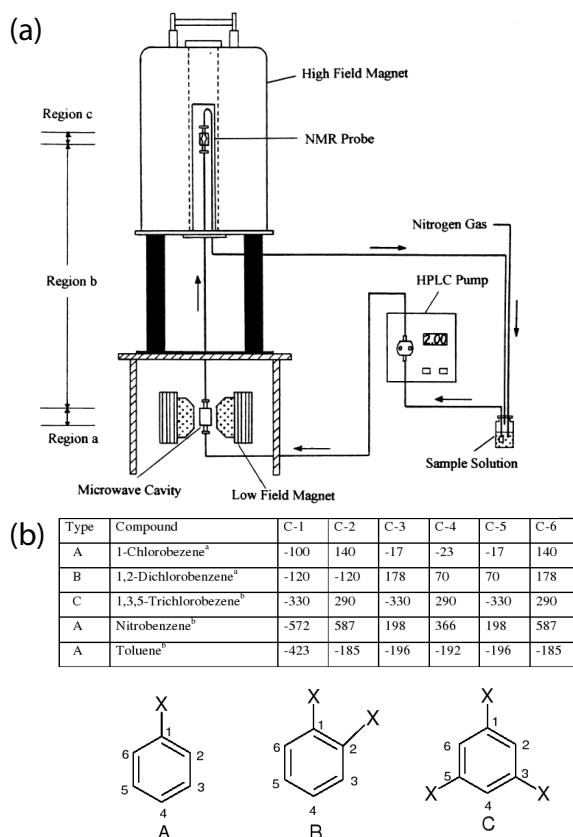 (a)
High Field Magnet
Region c
NMR Probe
Nitrogen Gas
HPLC Pump
Region b
2.00
Region a
Sample Solution
Microwave Cavity
Low Field Magnet
(b)
Type Compound C-1 C-2 C-3 C-4 C-5 C-6
A 1-Chlorobezene^a -100 140 -17 -23 -17 140
B 1,2-Dichlorobenzene^a -120 -120 178 70 70 178
C 1,3,5-Trichlorobezene^b -330 290 -330 290 -330 290
A Nitrobenzene^b -572 587 198 366 198 587
A Toluene^b -423 -185 -196 -192 -196 -185
X
1
6 2
5 3
4
A
X
X
1
6 2
5 3
4
B
X
1
6 2
5 3
X X
4
C